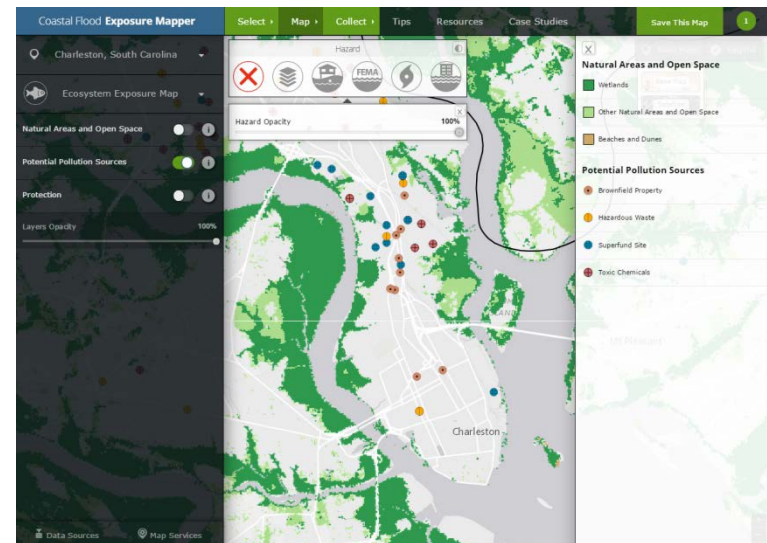 Coastal Flood Exposure Mapper
Select
Map
Collect
Tips
Resources
Case Studies
Save This Map
1
Charleston, South Carolina
Ecosystem Exposure Map
Natural Areas and Open Space
i
Potential Pollution Sources
i
Protection
i
Layers Opacity 100%
Data Sources
Map Services
Hazard
FEMA
X
Hazard Opacity 100%
Charleston
X
Natural Areas and Open Space
Wetlands
Other Natural Areas and Open Space
Beaches and Dunes
Potential Pollution Sources
Brownfield Property
Hazardous Waste
Superfund Site
Toxic Chemicals